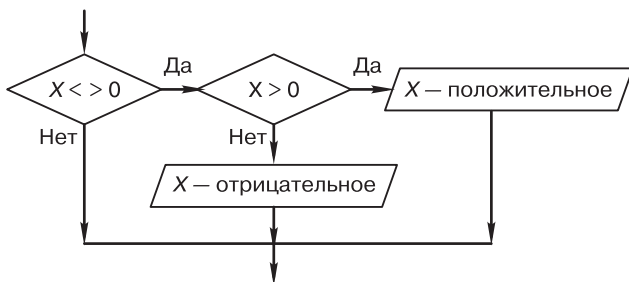 Да
Да
X < > 0
X > 0
X — положительное
Нет
Нет
X — отрицательное